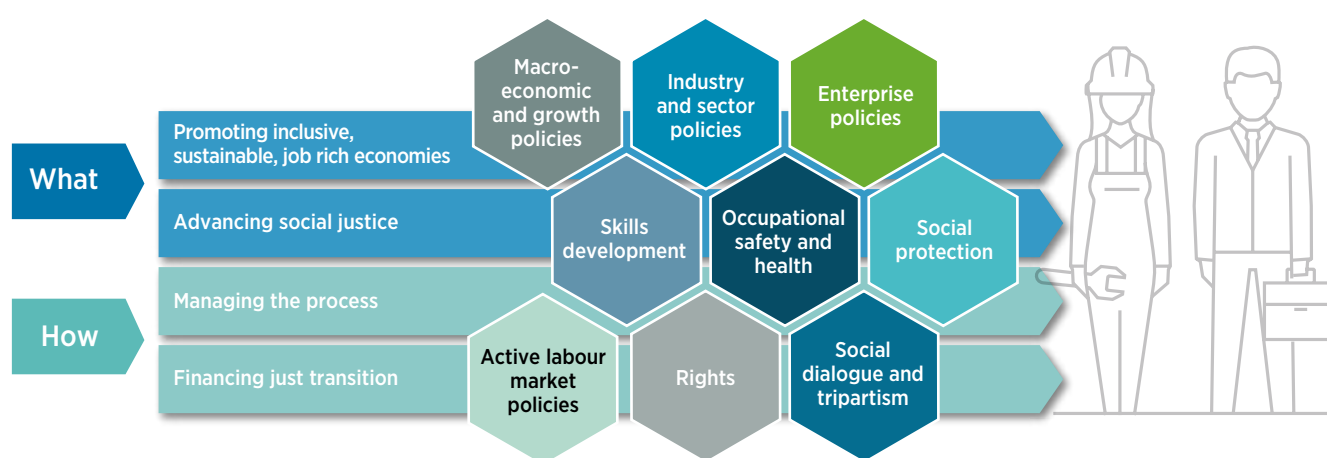 What
Promoting inclusive,
sustainable, job rich economies
Advancing social justice
How
Managing the process
Financing just transition
Macro-
economic
and growth
policies
Industry
and sector
policies
Enterprise
policies
Skills
development
Occupational
safety and
health
Social
protection
Active labour
market
policies
Rights
Social
dialogue and
tripartism